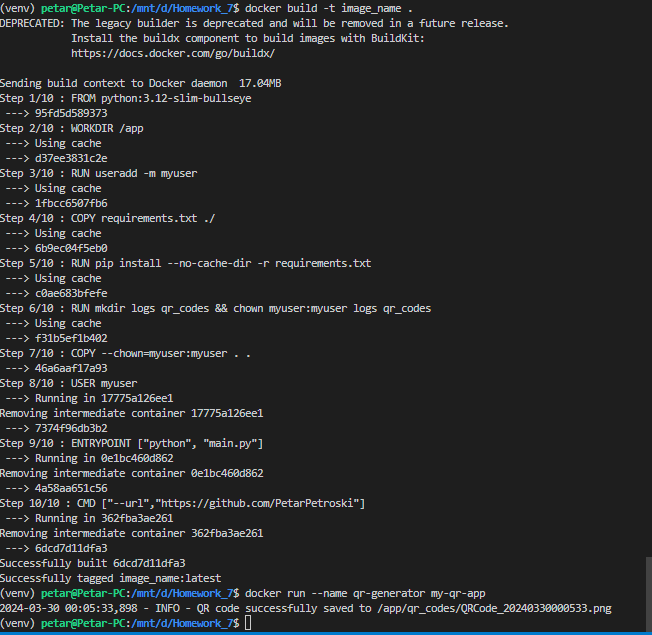 (venv) petar@Petar-PC:/mnt/d/Homework_7$ docker build -t image_name .
DEPRECATED: The legacy builder is deprecated and will be removed in a future release.
            Install the buildx component to build images with BuildKit:
            https://docs.docker.com/go/buildx/

Sending build context to Docker daemon  17.04MB
Step 1/10 : FROM python:3.12-slim-bullseye
 ---> 95fd5d589373
Step 2/10 : WORKDIR /app
 ---> Using cache
 ---> d37ee3831c2e
Step 3/10 : RUN useradd -m myuser
 ---> Using cache
 ---> 1fbcc6507fb6
Step 4/10 : COPY requirements.txt ./
 ---> Using cache
 ---> 6b9ec04f5eb0
Step 5/10 : RUN pip install --no-cache-dir -r requirements.txt
 ---> Using cache
 ---> c0ae683bfefe
Step 6/10 : RUN mkdir logs qr_codes && chown myuser:myuser logs qr_codes
 ---> Using cache
 ---> f31b5ef1b402
Step 7/10 : COPY --chown=myuser:myuser . .
 ---> 46a6aaf17a93
Step 8/10 : USER myuser
 ---> Running in 17775a126ee1
Removing intermediate container 17775a126ee1
 ---> 7374f96db3b2
Step 9/10 : ENTRYPOINT ["python", "main.py"]
 ---> Running in 0e1bc460d862
Removing intermediate container 0e1bc460d862
 ---> 4a58aa651c56
Step 10/10 : CMD ["--url","https://github.com/PetarPetroski"]
 ---> Running in 362fba3ae261
Removing intermediate container 362fba3ae261
 ---> 6dcd7d11dfa3
Successfully built 6dcd7d11dfa3
Successfully tagged image_name:latest
(venv) petar@Petar-PC:/mnt/d/Homework_7$ docker run --name qr-generator my-qr-app
2024-03-30 00:05:33,898 - INFO - QR code successfully saved to /app/qr_codes/QRCode_20240330000533.png
(venv) petar@Petar-PC:/mnt/d/Homework_7$